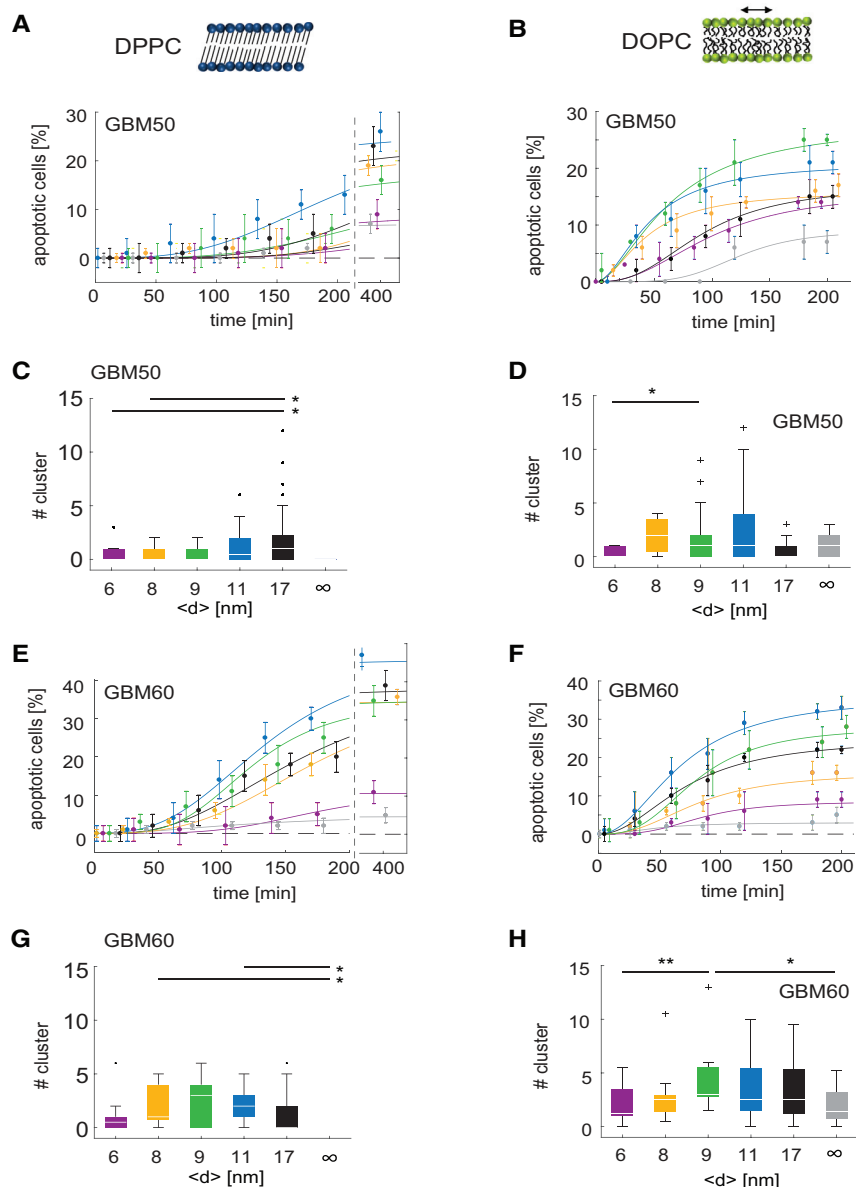 A
DPPC
B
DOPC
GBM50
apoptotic cells [%]
30
20
10
0
0 50 100 150 200 400
time [min]
GBM50
apoptotic cells [%]
30
20
10
0
50 100 150 200
time [min]
C
GBM50
# cluster
15
10
5
0
*
*
6 8 9 11 17 ∞
<d> [nm]
D
GBM50
# cluster
15
10
5
0
*
6 8 9 11 17 ∞
<d> [nm]
E
GBM60
apoptotic cells [%]
40
30
20
10
0
0 50 100 150 200 400
time [min]
F
GBM60
apoptotic cells [%]
40
30
20
10
0
0 50 100 150 200
time [min]
G
GBM60
# cluster
15
10
5
0
*
*
6 8 9 11 17 ∞
<d> [nm]
H
GBM60
# cluster
15
10
5
0
** *
6 8 9 11 17 ∞
<d> [nm]